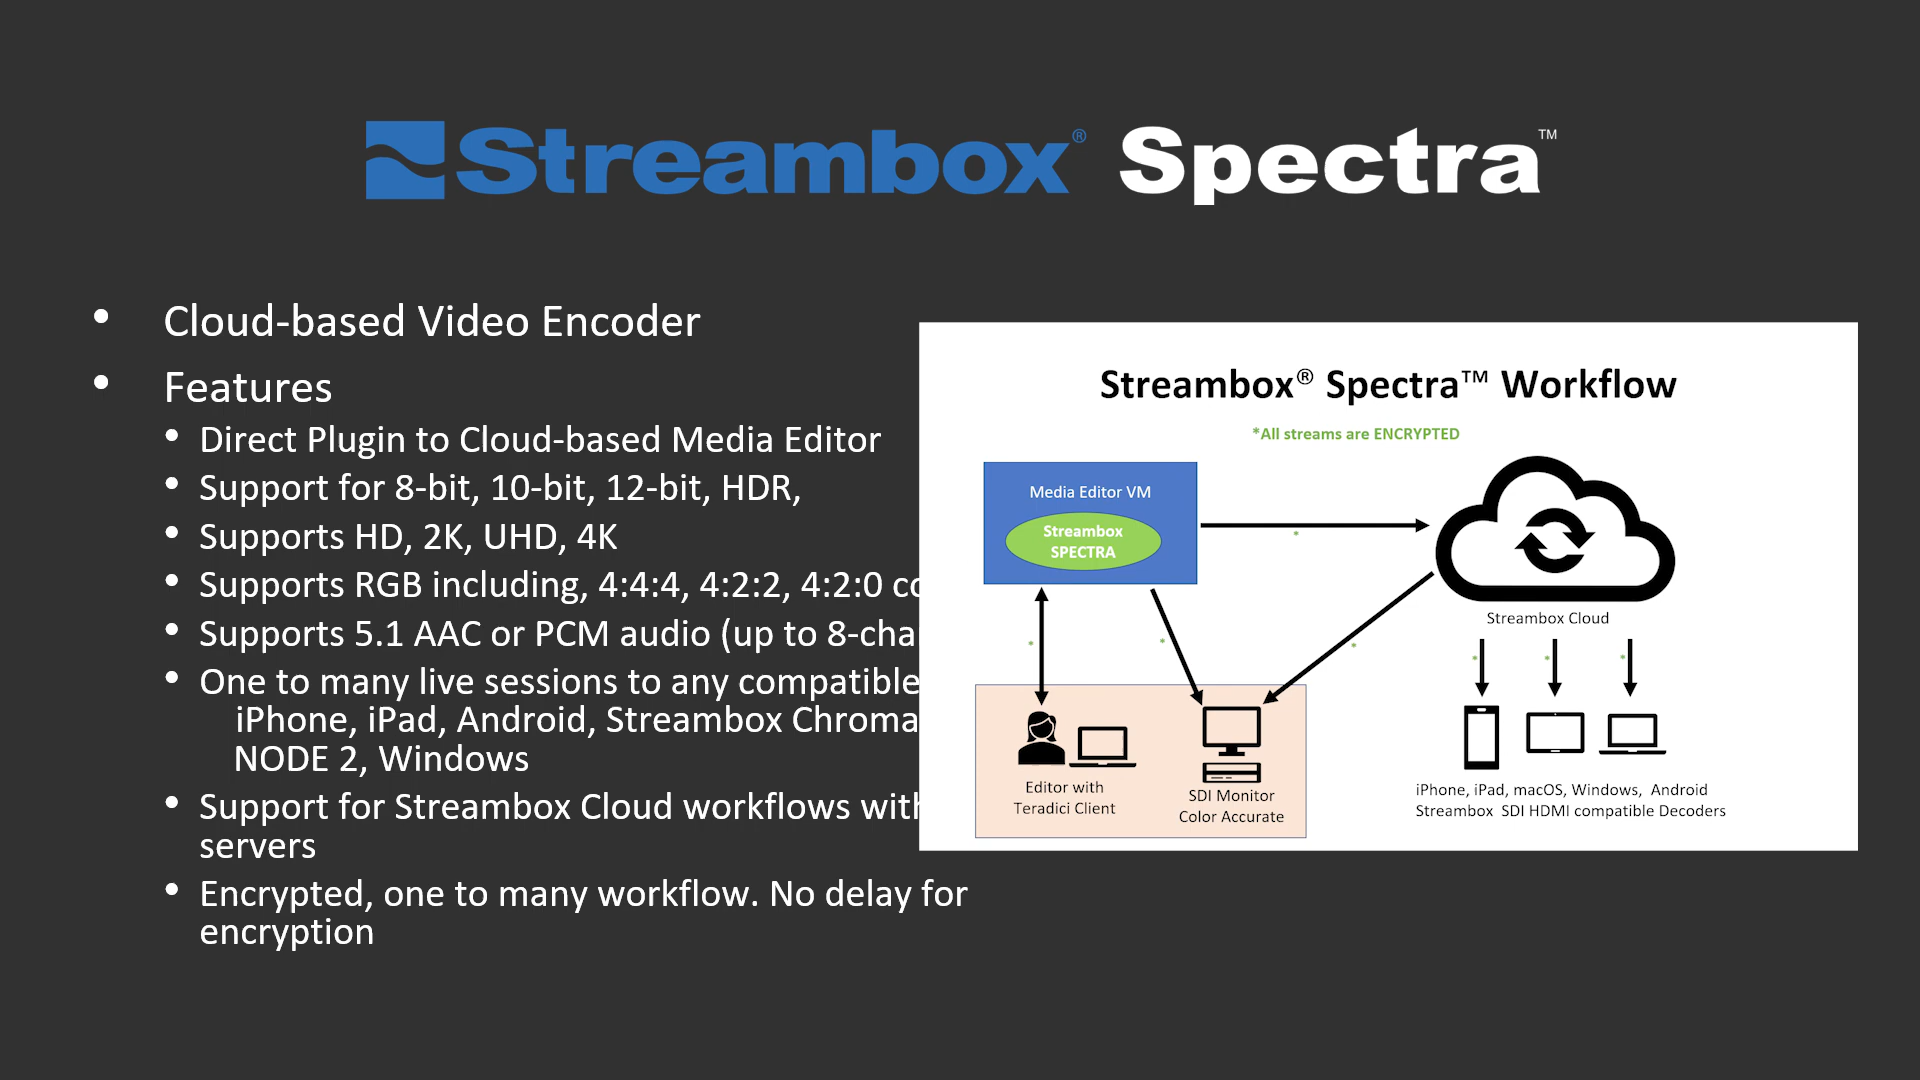 Streambox® Spectra™
• Cloud-based Video Encoder
• Features
• Direct Plugin to Cloud-based Media Editor
• Support for 8-bit, 10-bit, 12-bit, HDR,
• Supports HD, 2K, UHD, 4K
• Supports RGB including, 4:4:4, 4:2:2, 4:2:0
• Supports 5.1 AAC or PCM audio (up to
• One to many live sessions to any compatible
iPhone, iPad, Android, Streambox Chroma
NODE 2, Windows
• Support for Streambox Cloud workflows
servers
• Encrypted, one to many workflow. No delay for
encryption
Streambox® Spectra™ Workflow
*All streams are ENCRYPTED
Media Editor VM
Streambox
SPECTRA
*
Streambox Cloud
* * * * * *
Editor with
Teradici Client
SDI Monitor
Color Accurate
iPhone, iPad, macOS, Windows, Android
Streambox SDI HDMI compatible Decoders